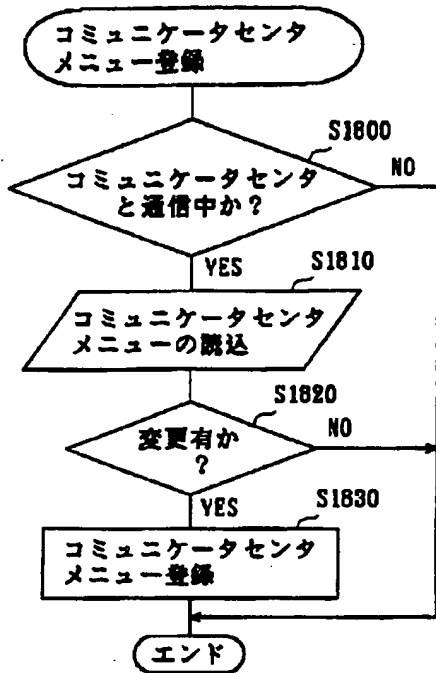 コミュニケータセンタ
メニュー登録
S1800
コミュニケータセンタ
と通信中か?
NO
YES
S1810
コミュニケータセンタ
メニューの読込
S1820
変更有か
?
NO
YES
S1830
コミュニケータセンタ
メニュー登録
エンド